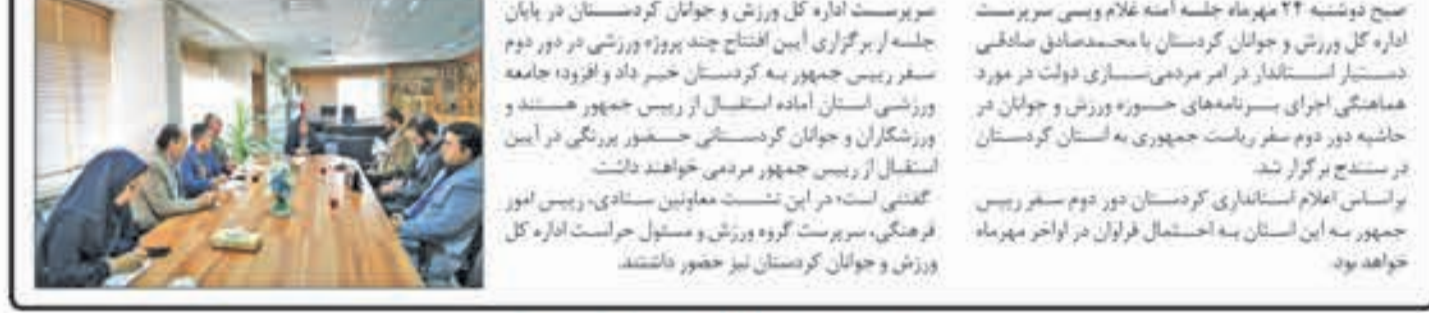 صبح دوشنبه ۲۴ مهرماه جلسه آمنه غلام ویسی سرپرست
اداره کل ورزش و جوانان کردستان با محمدصادق صادقی
دستیار استاندار در امر مردمی‌سازی دولت در مورد
هماهنگی اجرای برنامه‌های حوزه ورزش و جوانان در
حاشیه دور دوم سفر ریاست جمهوری به استان کردستان
در سنندج برگزار شد.
براساس اعلام استانداری کردستان دور دوم سفر رییس
جمهور به این استان به احتمال فراوان در اواخر مهرماه
خواهد بود.
سرپرست اداره کل ورزش و جوانان کردستان در پایان
جلسه از برگزاری آیین افتتاح چند پروژه ورزشی در دور دوم
سفر رییس جمهور به کردستان خبر داد و افزود: جامعه
ورزشی استان آماده استقبال از رییس جمهور هستند و
ورزشکاران و جوانان کردستانی حضور پررنگی در آیین
استقبال از رییس جمهور مردمی خواهند داشت.
گفتنی است؛ در این نشست معاونین ستادی، رییس امور
فرهنگی، سرپرست گروه ورزش و مسئول حراست اداره کل
ورزش و جوانان کردستان نیز حضور داشتند.